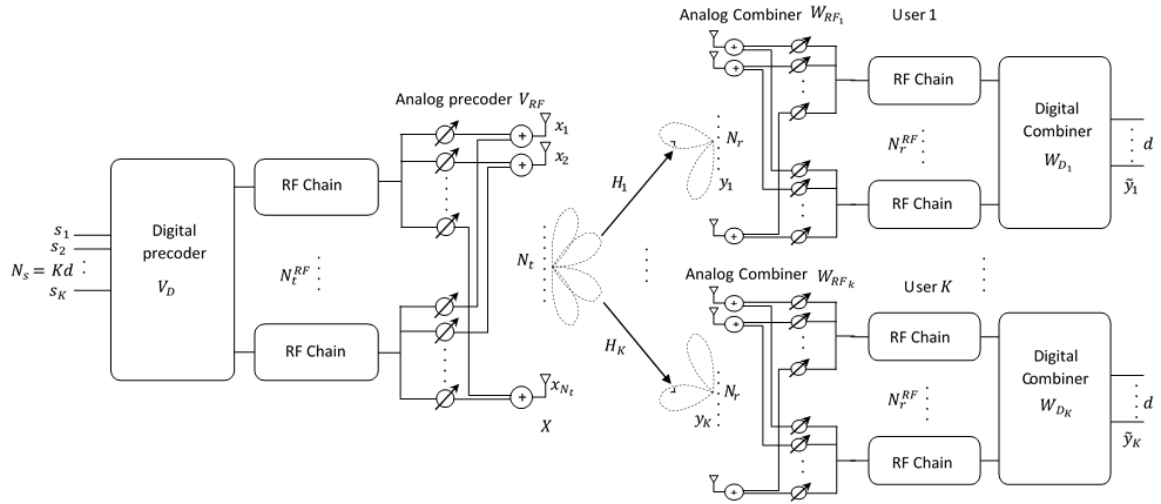 Analog precoder V_{RF}
s_1
s_2
N_s = Kd
s_K
Digital
precoder
V_D
RF Chain
N_t^{RF}
RF Chain
x_1
x_2
x_{N_t}
X
N_t
H_1
H_K
Analog Combiner W_{RF_1} User 1
N_r
y_1
RF Chain
N_r^{RF}
RF Chain
Digital
Combiner
W_{D_1}
d
ỹ_1
Analog Combiner W_{RF_k} User K
N_r
y_K
RF Chain
N_r^{RF}
RF Chain
Digital
Combiner
W_{D_K}
d
ỹ_K